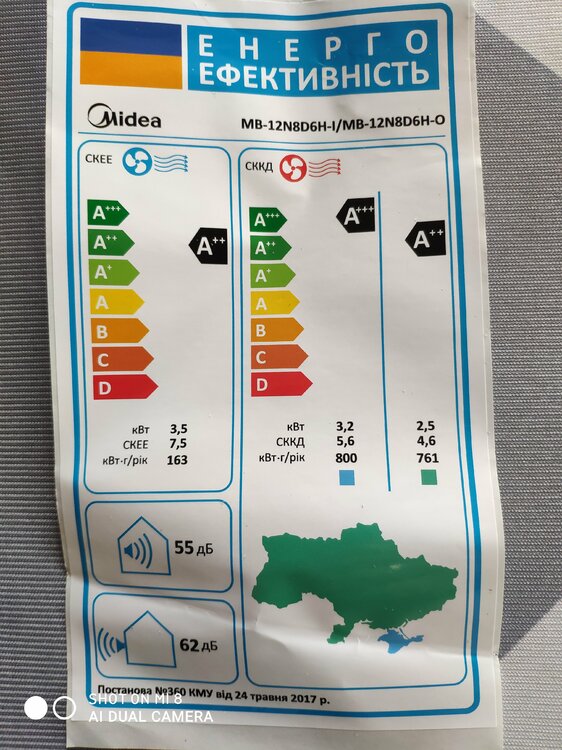 ЕНЕРГО
ЕФЕКТИВНІСТЬ
Midea
MB-12N8D6H-I/MB-12N8D6H-O
СКЕЕ
A+++
A++
A+
A
B
C
D
A++
кВт 3,5
СКЕЕ 7,5
кВт·г/рік 163
СККД
A+++
A++
A+
A
B
C
D
A+++
A++
кВт 3,2 2,5
СККД 5,6 4,6
кВт·г/рік 800 761
55 дБ
62 дБ
Постанова №360 КМУ від 24 травня 2017 р.
SHOT ON MI 8
AI DUAL CAMERA